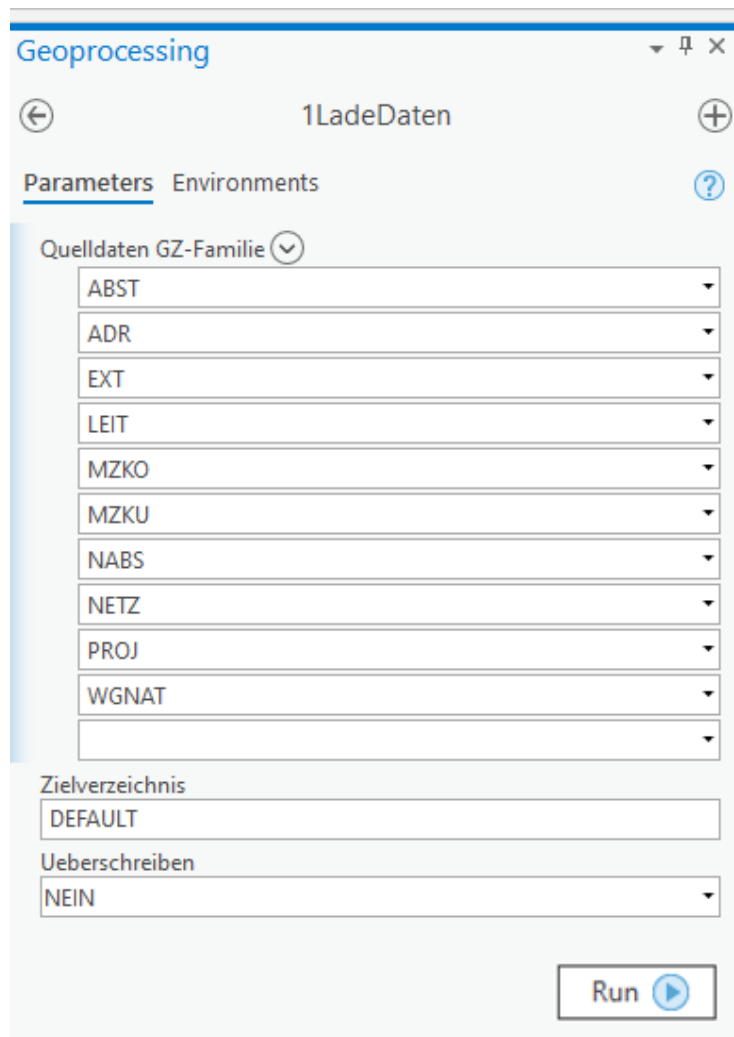 Geoprocessing
1LadeDaten
Parameters Environments
Quelldaten GZ-Familie
ABST
ADR
EXT
LEIT
MZKO
MZKU
NABS
NETZ
PROJ
WGNAT
Zielverzeichnis
DEFAULT
Ueberschreiben
NEIN
Run